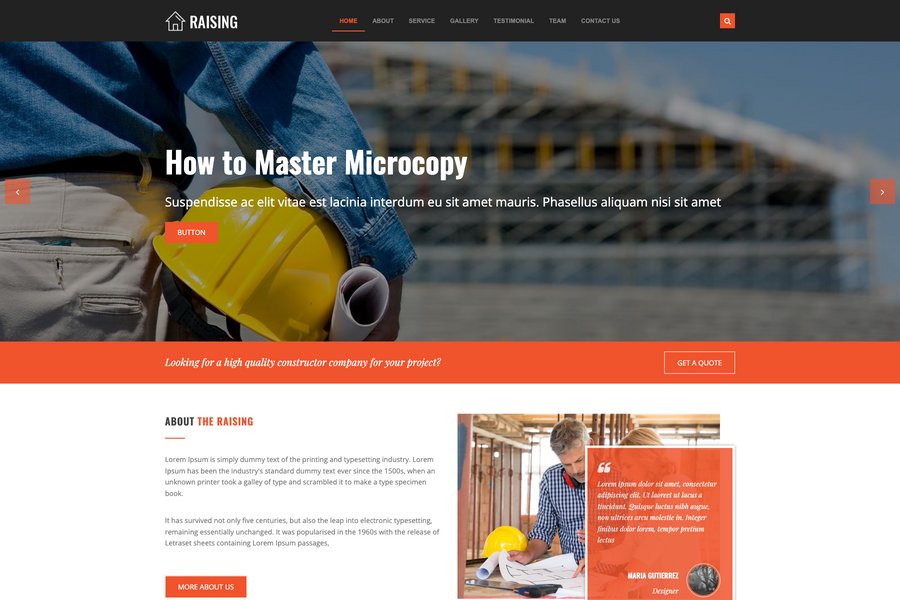 RAISING
HOME ABOUT SERVICE GALLERY TESTIMONIAL TEAM CONTACT US
How to Master Microcopy
Suspendisse ac elit vitae est lacinia interdum eu sit amet mauris. Phasellus aliquam nisi sit amet
BUTTON
Looking for a high quality constructor company for your project?
GET A QUOTE
ABOUT THE RAISING
Lorem Ipsum is simply dummy text of the printing and typesetting industry. Lorem
Ipsum has been the industry's standard dummy text ever since the 1500s, when an
unknown printer took a galley of type and scrambled it to make a type specimen
book.
It has survived not only five centuries, but also the leap into electronic typesetting,
remaining essentially unchanged. It was popularised in the 1960s with the release of
Letraset sheets containing Lorem Ipsum passages,
MORE ABOUT US
Lorem ipsum dolor sit amet, consectetur
adipiscing elit. Ut laoreet ut lacus a
tincidunt. Quisque luctus nibh augue,
non ultrices arcu molestie in. Integer
finibus dolor lorem, tempor pretium
lectus
MARIA GUTIERREZ
Designer